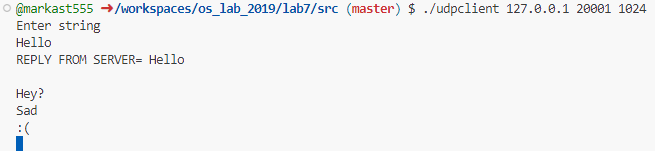 @markast555 ➜/workspaces/os_lab_2019/lab7/src (master) $ ./udpclient 127.0.0.1 20001 1024
Enter string
Hello
REPLY FROM SERVER= Hello
Hey?
Sad
:(